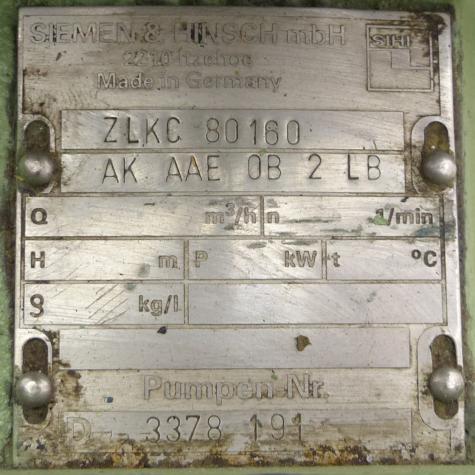 SIEMEN & HINSCH mbH
SIHI
2210 Itzehoe
Made in Germany
ZLKC 80160
AK AAE 0B 2 LB
Q m³/h n 1/min
H m P kW t °C
ϱ kg/l
Pumpen-Nr.
D - 3378 191